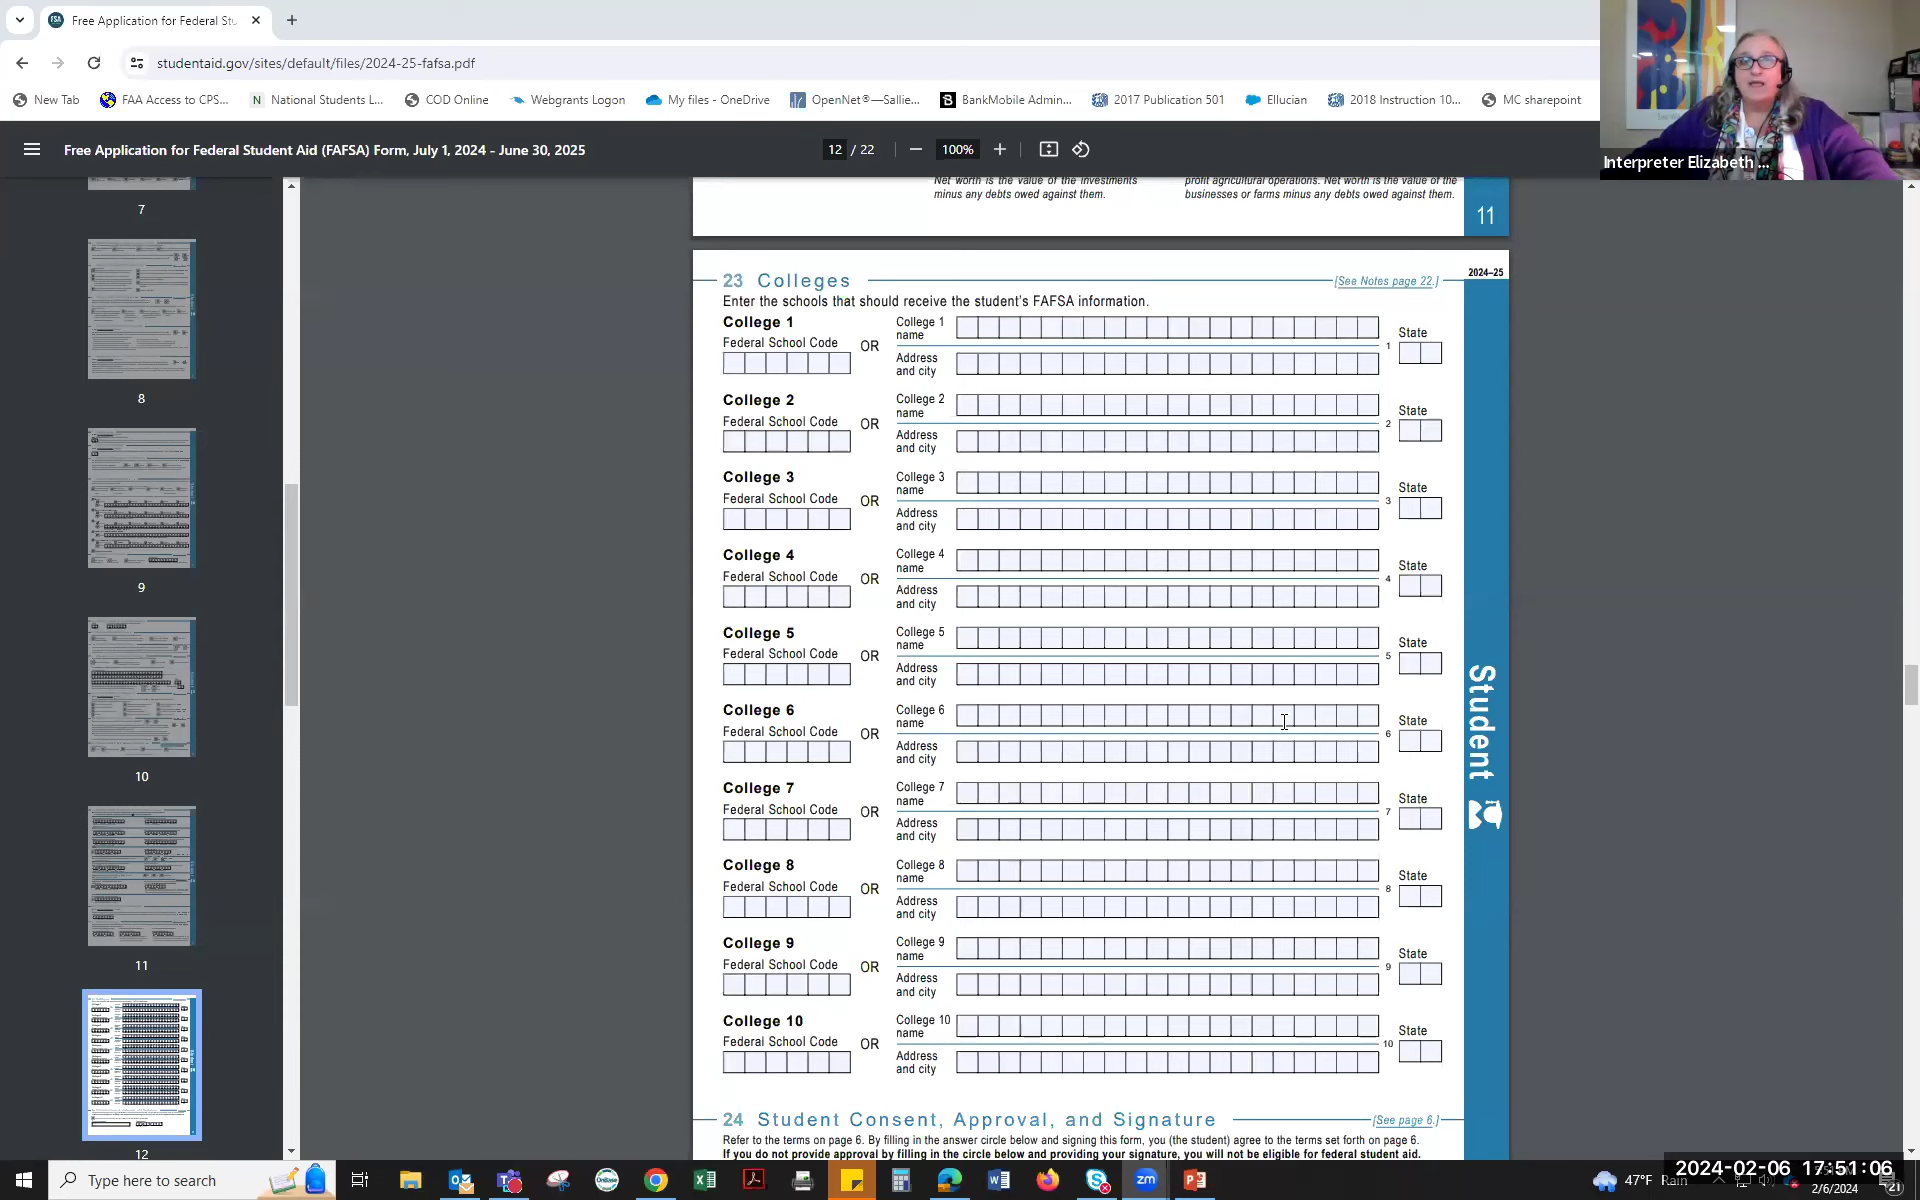 Free Application for Federal Stu
studentaid.gov/sites/default/files/2024-25-fafsa.pdf
New Tab
FAA Access to CPS...
National Students L...
COD Online
Webgrants Logon
My files - OneDrive
OpenNet®—Sallie...
BankMobile Admin...
2017 Publication 501
Ellucian
2018 Instruction 10...
MC sharepoint
Free Application for Federal Student Aid (FAFSA) Form, July 1, 2024 - June 30, 2025
12 / 22
100%
Interpreter Elizabeth ...
7
8
9
10
11
12
Net worth is the value of the investments
minus any debts owed against them.
profit agricultural operations. Net worth is the value of the
businesses or farms minus any debts owed against them.
11
2024–25
23 Colleges
[See Notes page 22.]
Enter the schools that should receive the student's FAFSA information.
College 1
Federal School Code
OR
College 1 name
Address and city
1
State
College 2
Federal School Code
OR
College 2 name
Address and city
2
State
College 3
Federal School Code
OR
College 3 name
Address and city
3
State
College 4
Federal School Code
OR
College 4 name
Address and city
4
State
College 5
Federal School Code
OR
College 5 name
Address and city
5
State
College 6
Federal School Code
OR
College 6 name
Address and city
6
State
College 7
Federal School Code
OR
College 7 name
Address and city
7
State
College 8
Federal School Code
OR
College 8 name
Address and city
8
State
College 9
Federal School Code
OR
College 9 name
Address and city
9
State
College 10
Federal School Code
OR
College 10 name
Address and city
10
State
Student
24 Student Consent, Approval, and Signature
[See page 6.]
Refer to the terms on page 6. By filling in the answer circle below and signing this form, you (the student) agree to the terms set forth on page 6.
If you do not provide approval by filling in the circle below and providing your signature, you will not be eligible for federal student aid.
Type here to search
47°F Rain
2024-02-06 17:51:06
2/6/2024
21